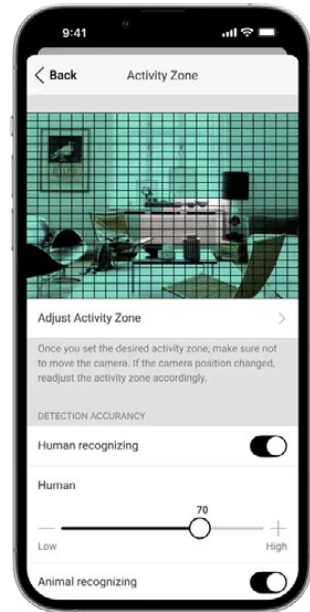 9:41
Back
Activity Zone
Adjust Activity Zone
Once you set the desired activity zone, make sure not
to move the camera. If the camera position changed,
readjust the activity zone accordingly.
DETECTION ACCURANCY
Human recognizing
Human
70
Low High
Animal recognizing